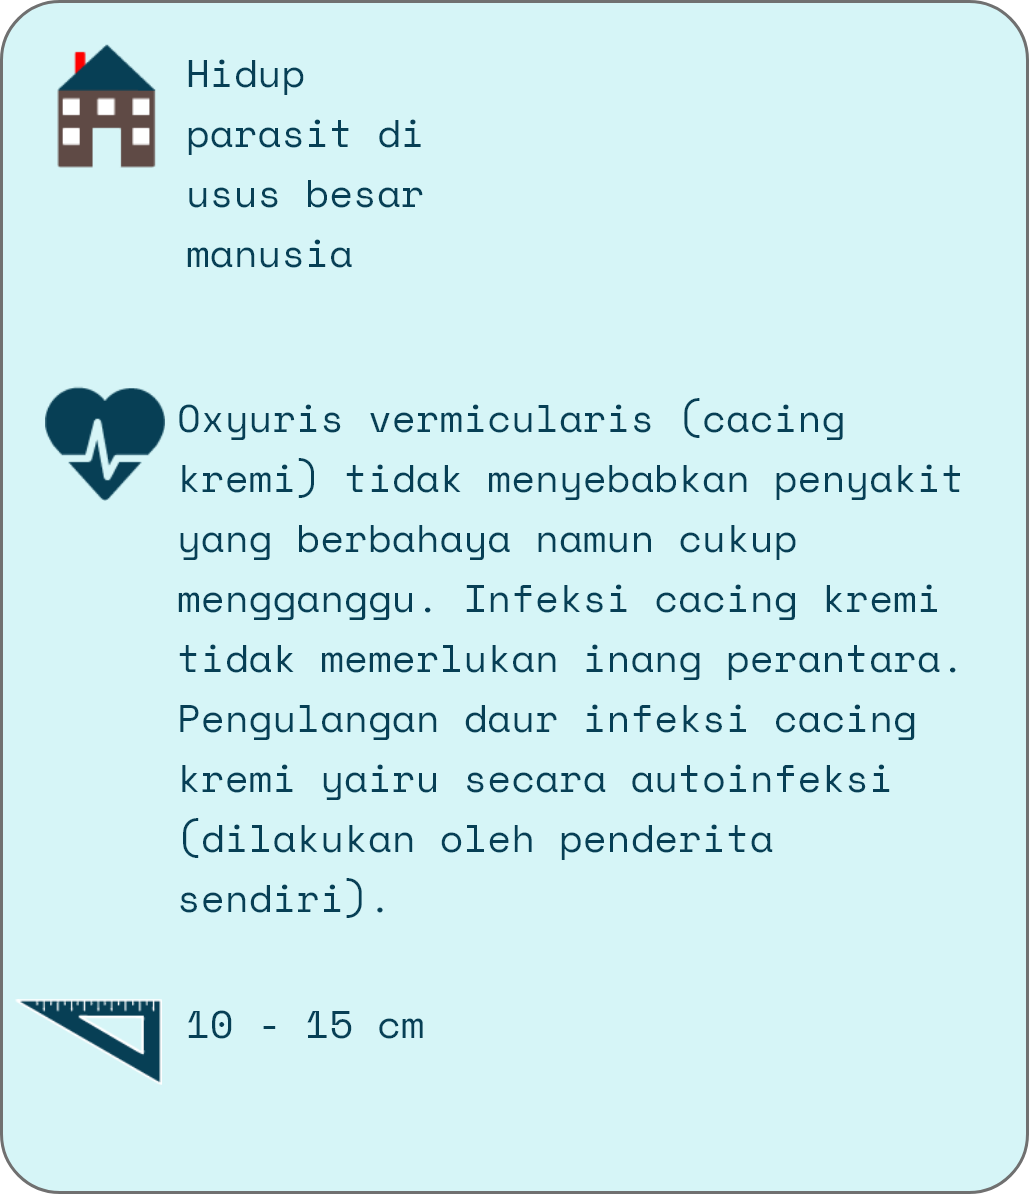 Hidup
parasit di
usus besar
manusia
Oxyuris vermicularis (cacing
kremi) tidak menyebabkan penyakit
yang berbahaya namun cukup
mengganggu. Infeksi cacing kremi
tidak memerlukan inang perantara.
Pengulangan daur infeksi cacing
kremi yairu secara autoinfeksi
(dilakukan oleh penderita
sendiri).
10 - 15 cm